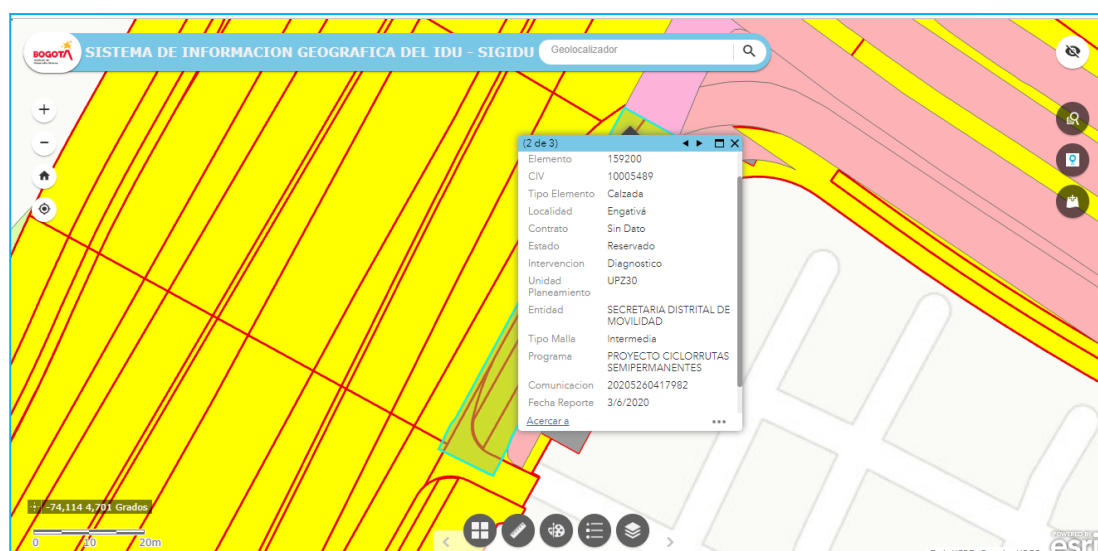 BOGOTÁ
SISTEMA DE INFORMACION GEOGRAFICA DEL IDU - SIGIDU
Geolocalizador
(2 de 3)
Elemento 159200
CIV 10005489
Tipo Elemento Calzada
Localidad Engativá
Contrato Sin Dato
Estado Reservado
Intervencion Diagnostico
Unidad Planeamiento UPZ30
Entidad SECRETARIA DISTRITAL DE MOVILIDAD
Tipo Malla Intermedia
Programa PROYECTO CICLORRUTAS SEMIPERMANENTES
Comunicacion 20205260417982
Fecha Reporte 3/6/2020
Acercar a
-74,114 4,701 Grados
0 10 20m
POWERED BY
esri